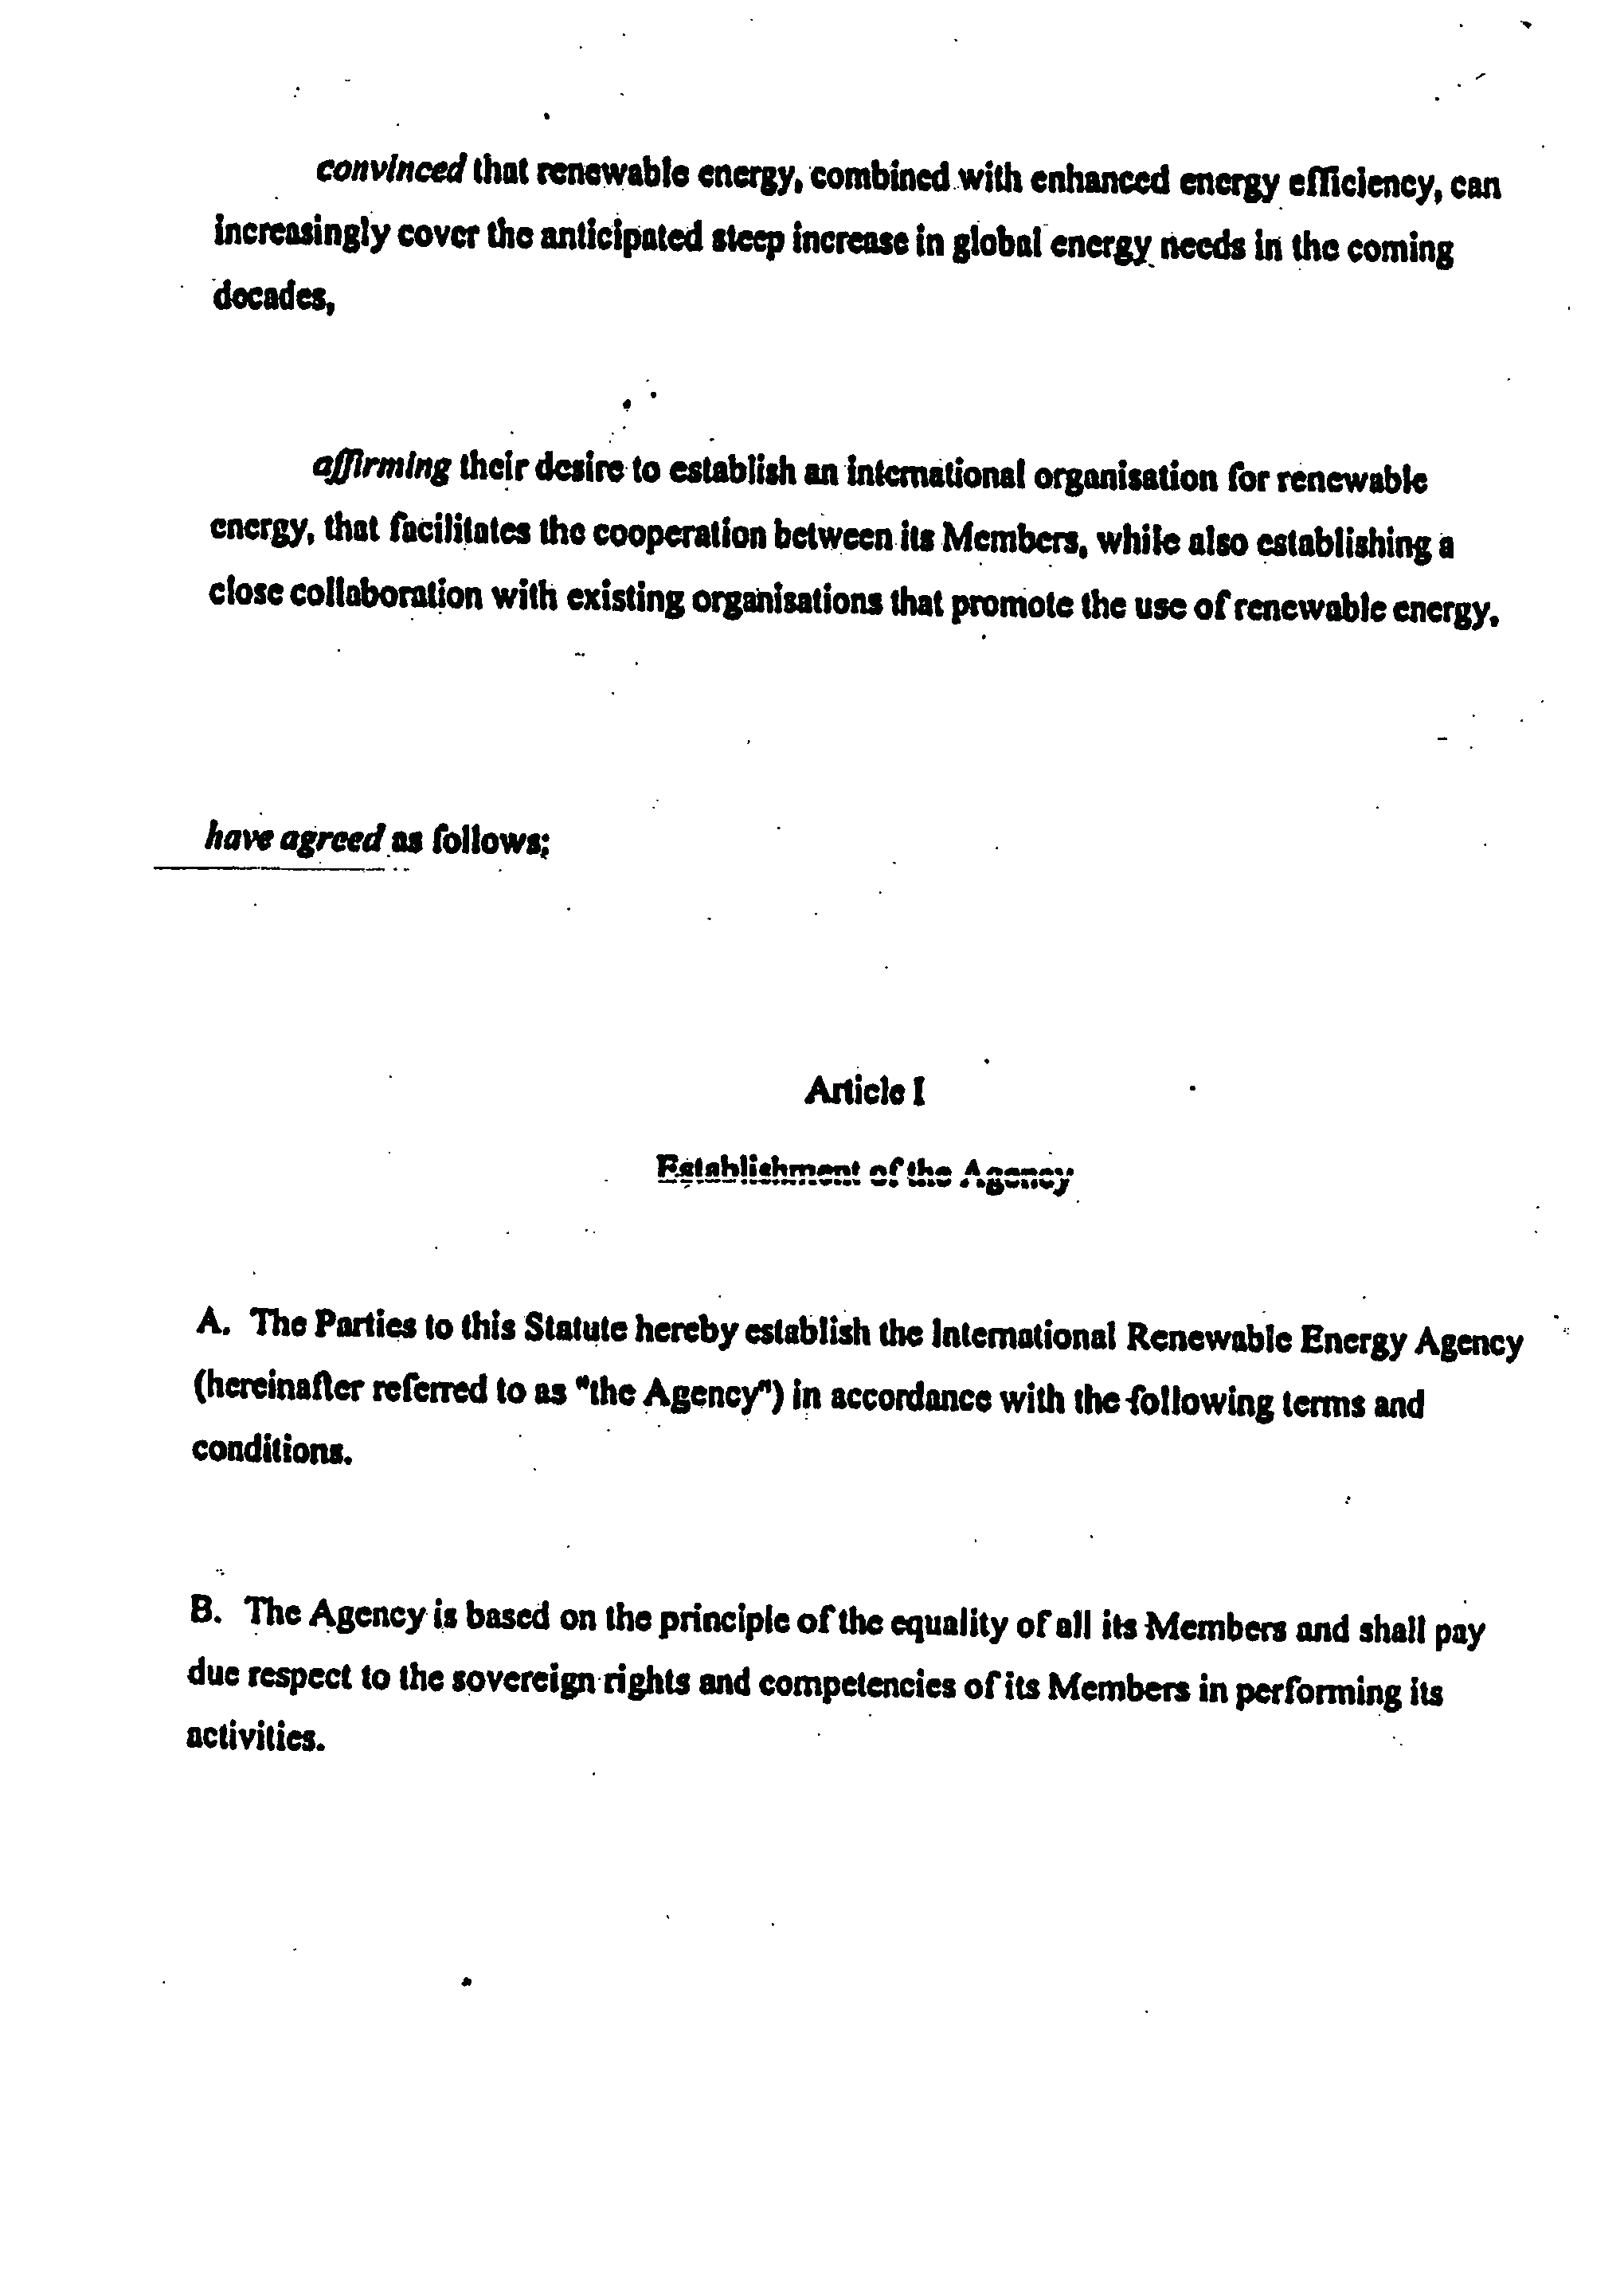 convinced that renewable energy, combined with enhanced energy efficiency, can
increasingly cover the anticipated steep increase in global energy needs in the coming
decades,
affirming their desire to establish an international organisation for renewable
energy, that facilitates the cooperation between its Members, while also establishing a
close collaboration with existing organisations that promote the use of renewable energy,
have agreed as follows:
Article I
Establishment of the Agency
A. The Parties to this Statute hereby establish the International Renewable Energy Agency
(hereinafter referred to as "the Agency") in accordance with the following terms and
conditions.
B. The Agency is based on the principle of the equality of all its Members and shall pay
due respect to the sovereign rights and competencies of its Members in performing its
activities.